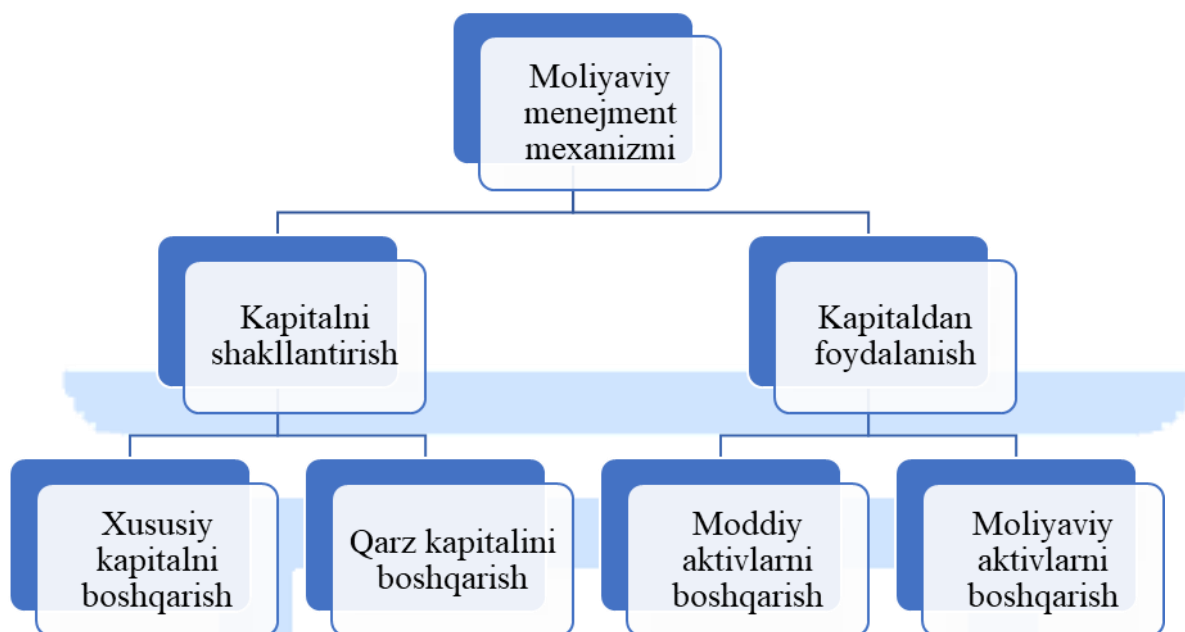 Moliyaviy
menejment
mexanizmi
Kapitalni
shakllantirish
Kapitaldan
foydalanish
Xususiy
kapitalni
boshqarish
Qarz kapitalini
boshqarish
Moddiy
aktivlarni
boshqarish
Moliyaviy
aktivlarni
boshqarish